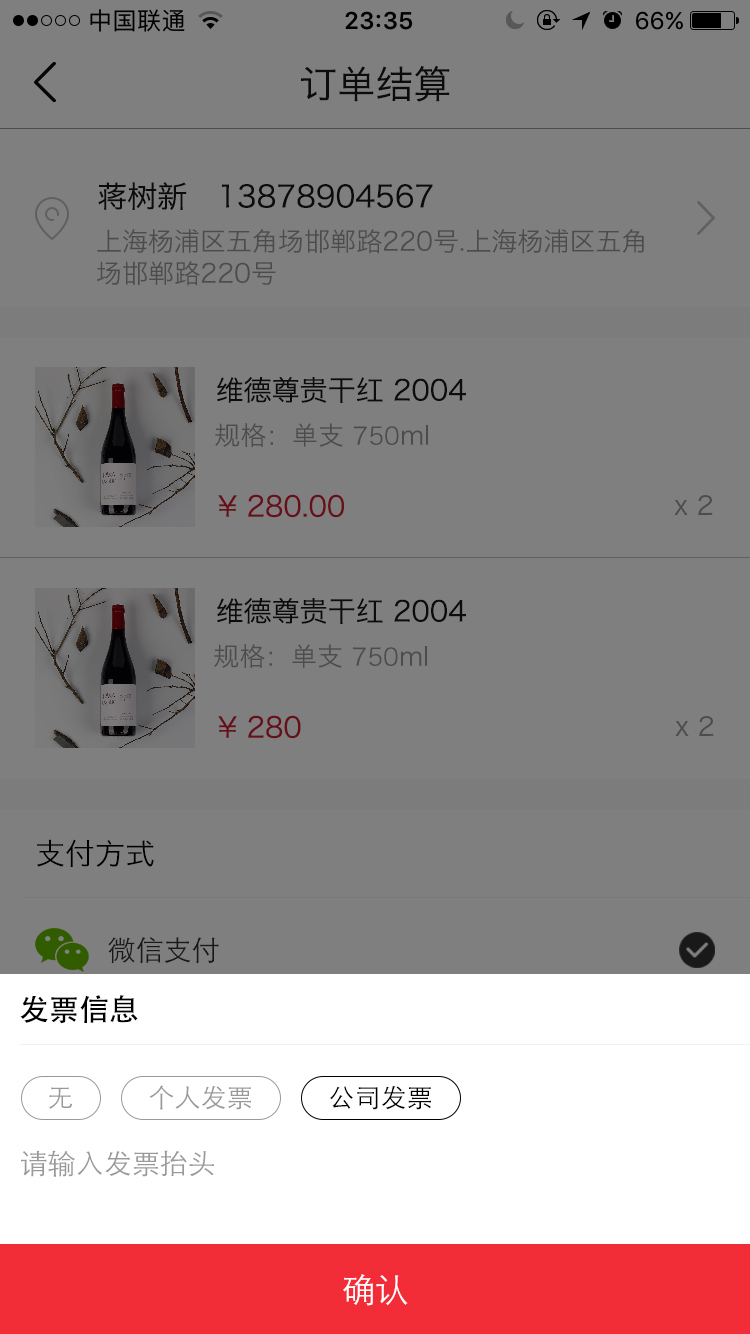 中国联通 23:35 66%
订单结算
蒋树新 13878904567
上海杨浦区五角场邯郸路220号.上海杨浦区五角
场邯郸路220号
维德尊贵干红 2004
规格：单支 750ml
¥ 280.00 x 2
维德尊贵干红 2004
规格：单支 750ml
¥ 280 x 2
支付方式
微信支付
发票信息
无 个人发票 公司发票
请输入发票抬头
确认